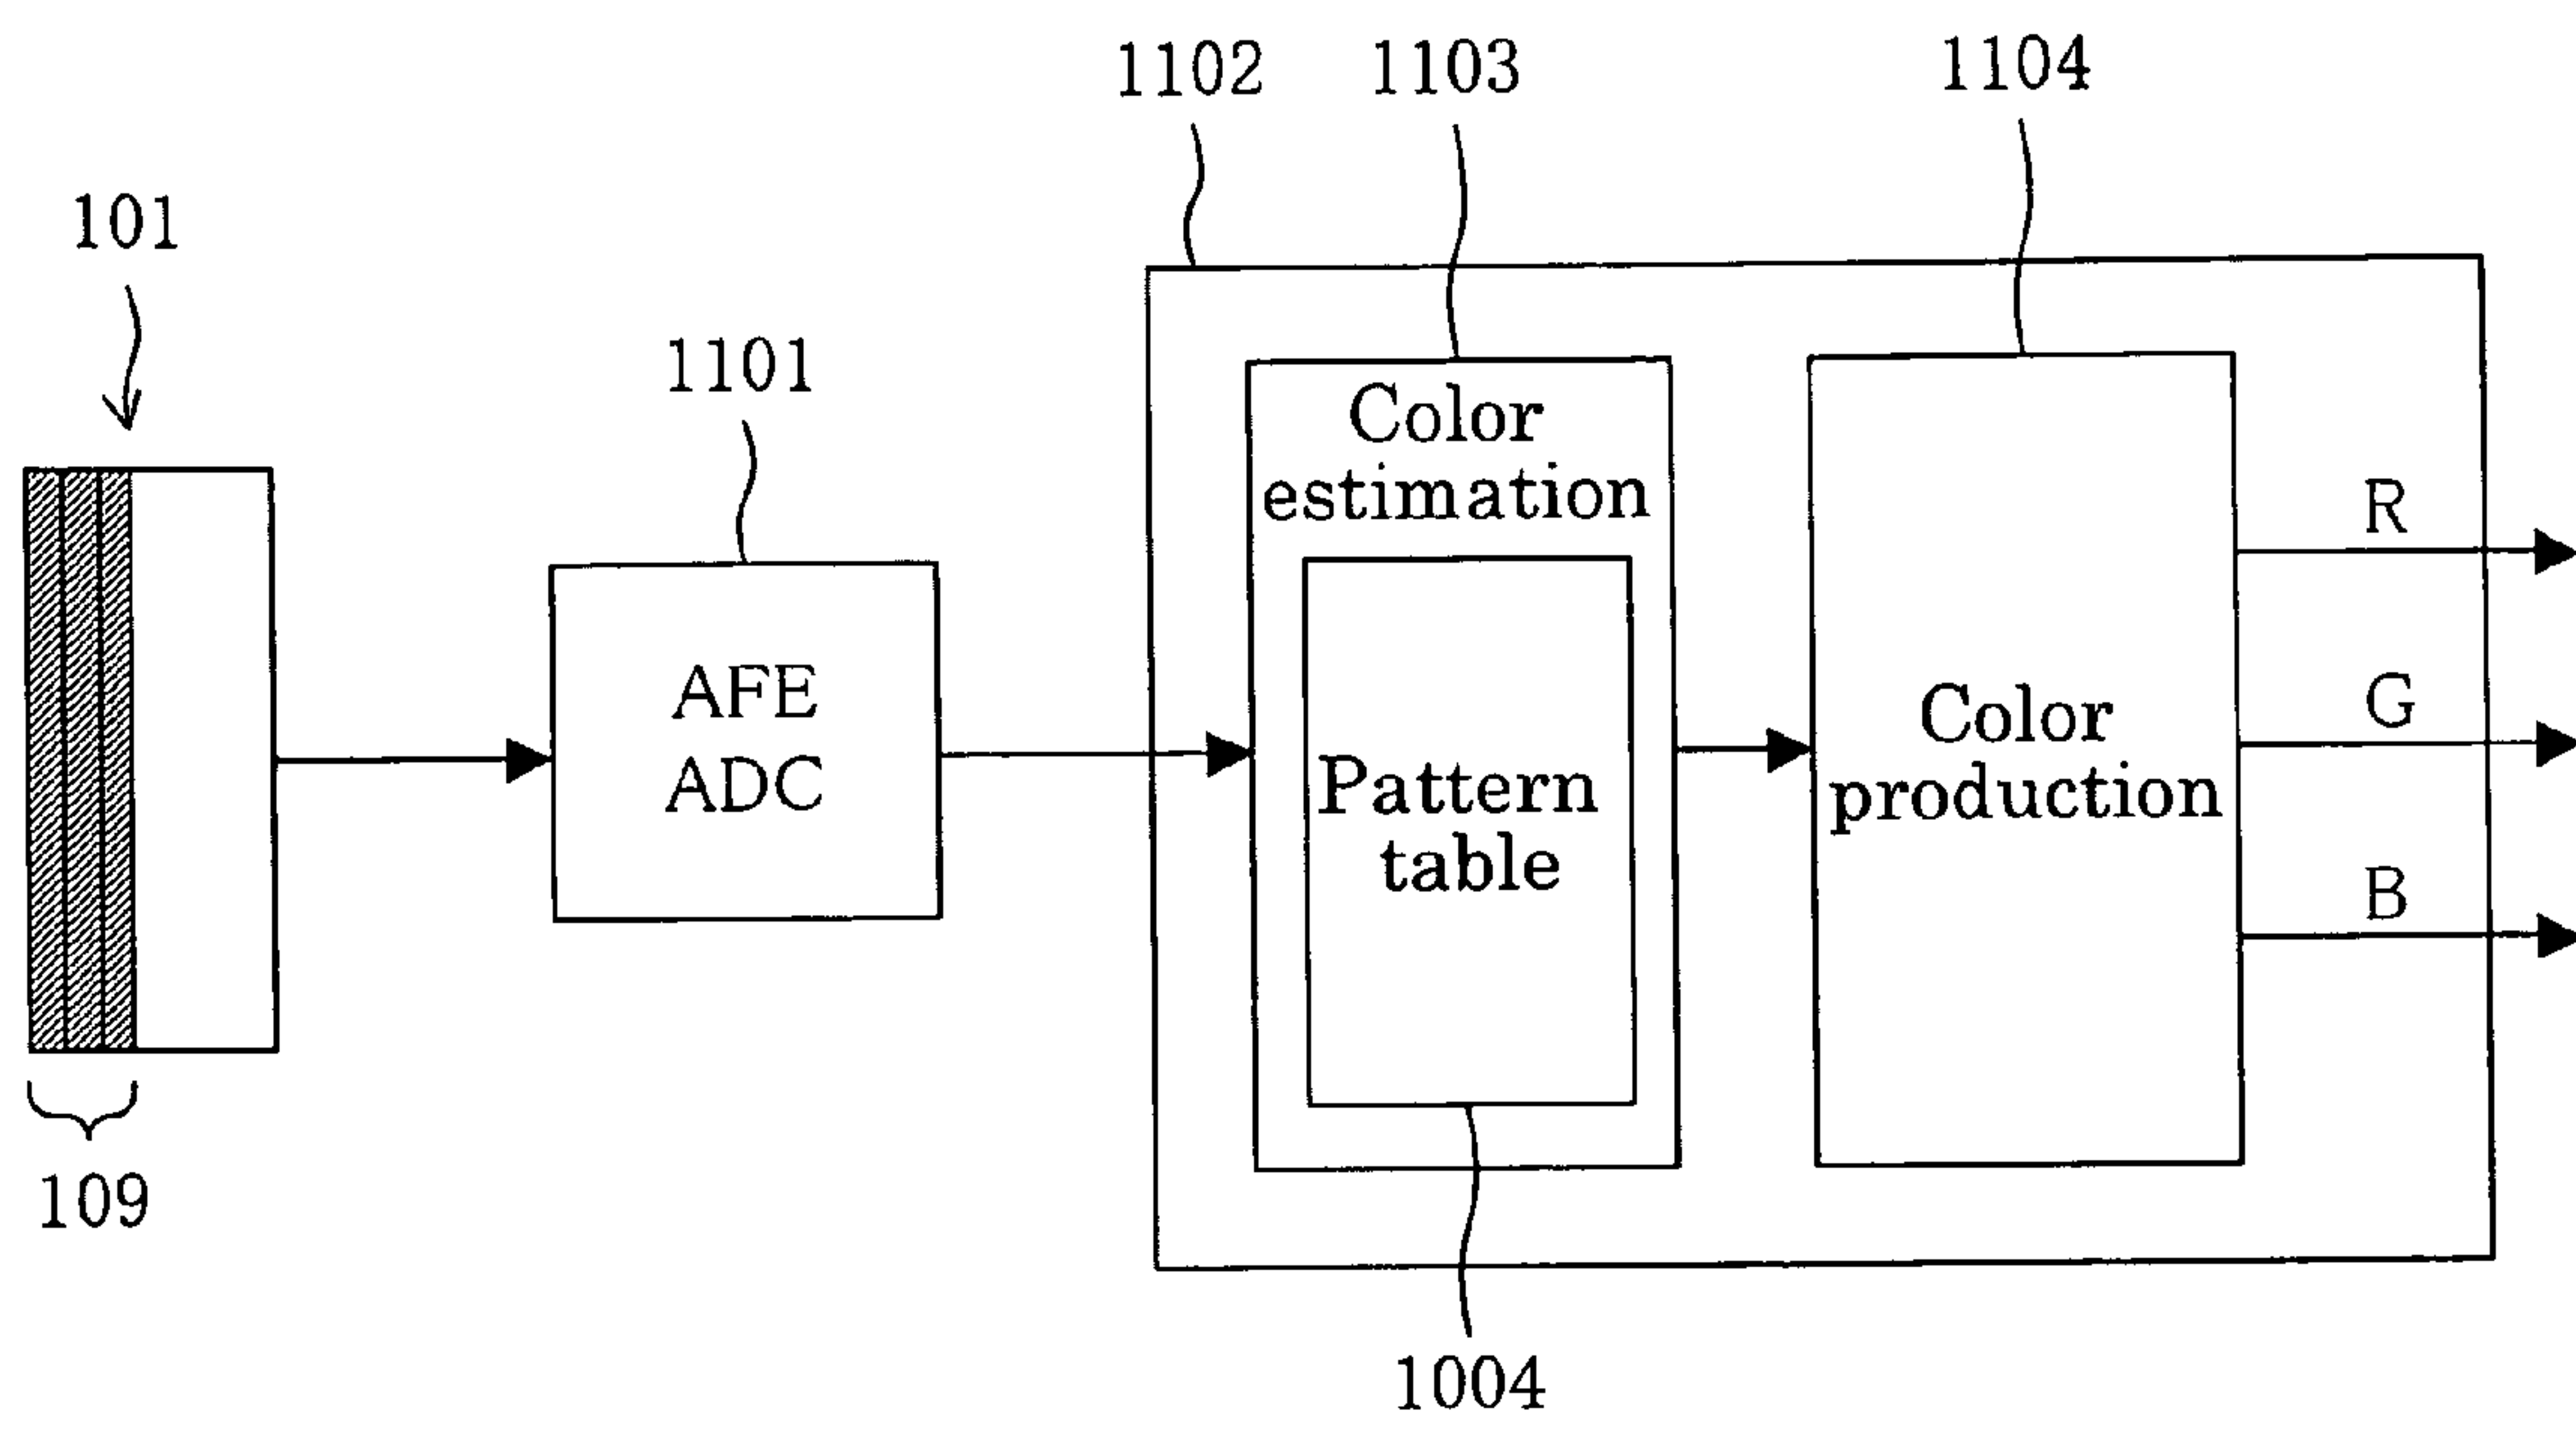 1102
1103
1104
101
1101
Color
estimation
R
AFE
ADC
Pattern
table
Color
production
G
B
109
1004